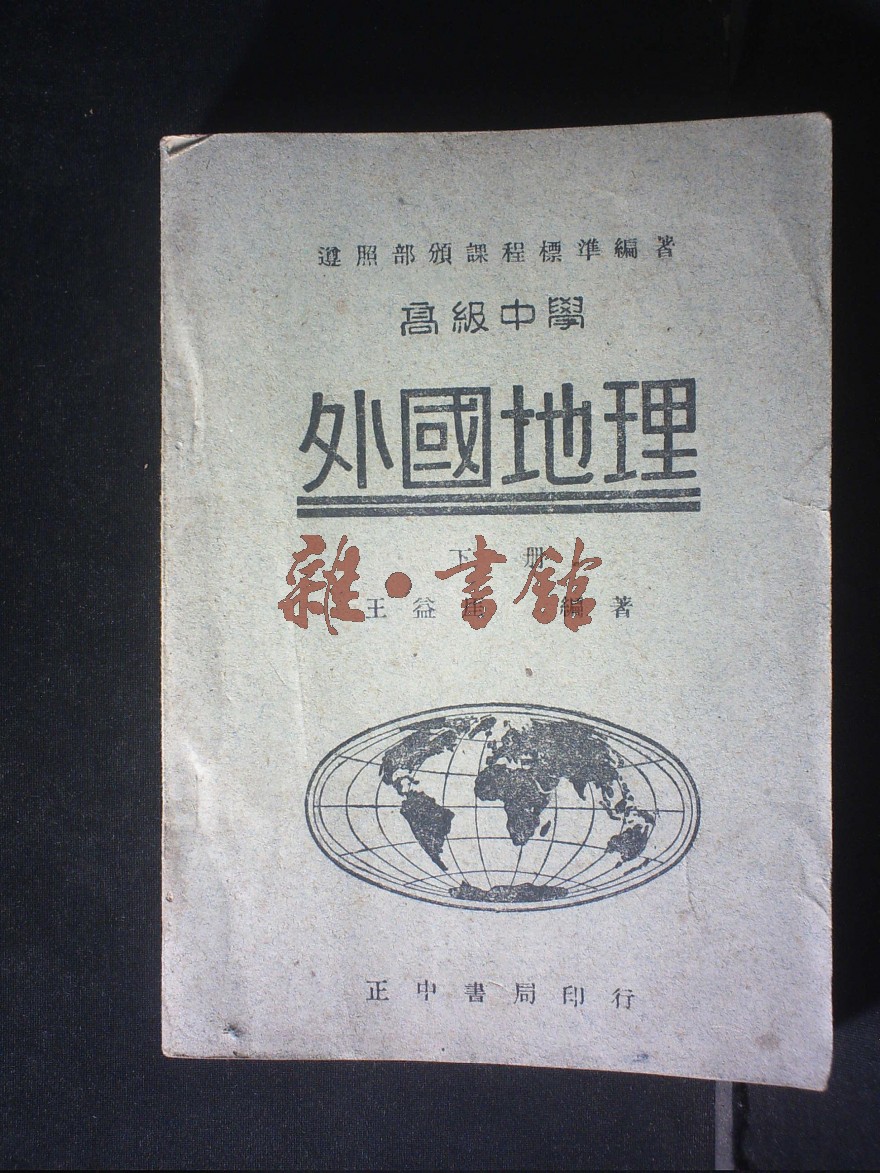 遵照部頒課程標準編著
高級中學
外國地理
下册
王益 編著
雜·書館
正中書局印行